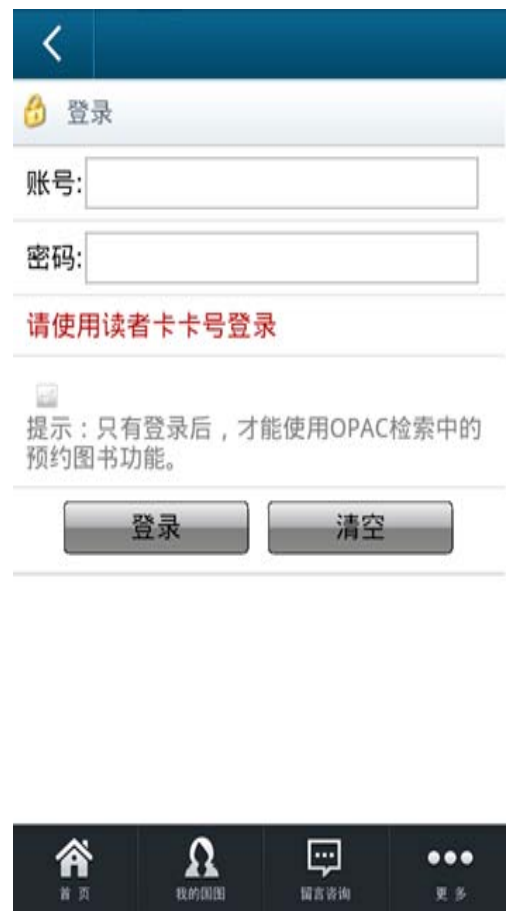 登录
账号:
密码:
请使用读者卡卡号登录
提示：只有登录后，才能使用OPAC检索中的
预约图书功能。
登录 清空
首页 我的国图 留言咨询 更多